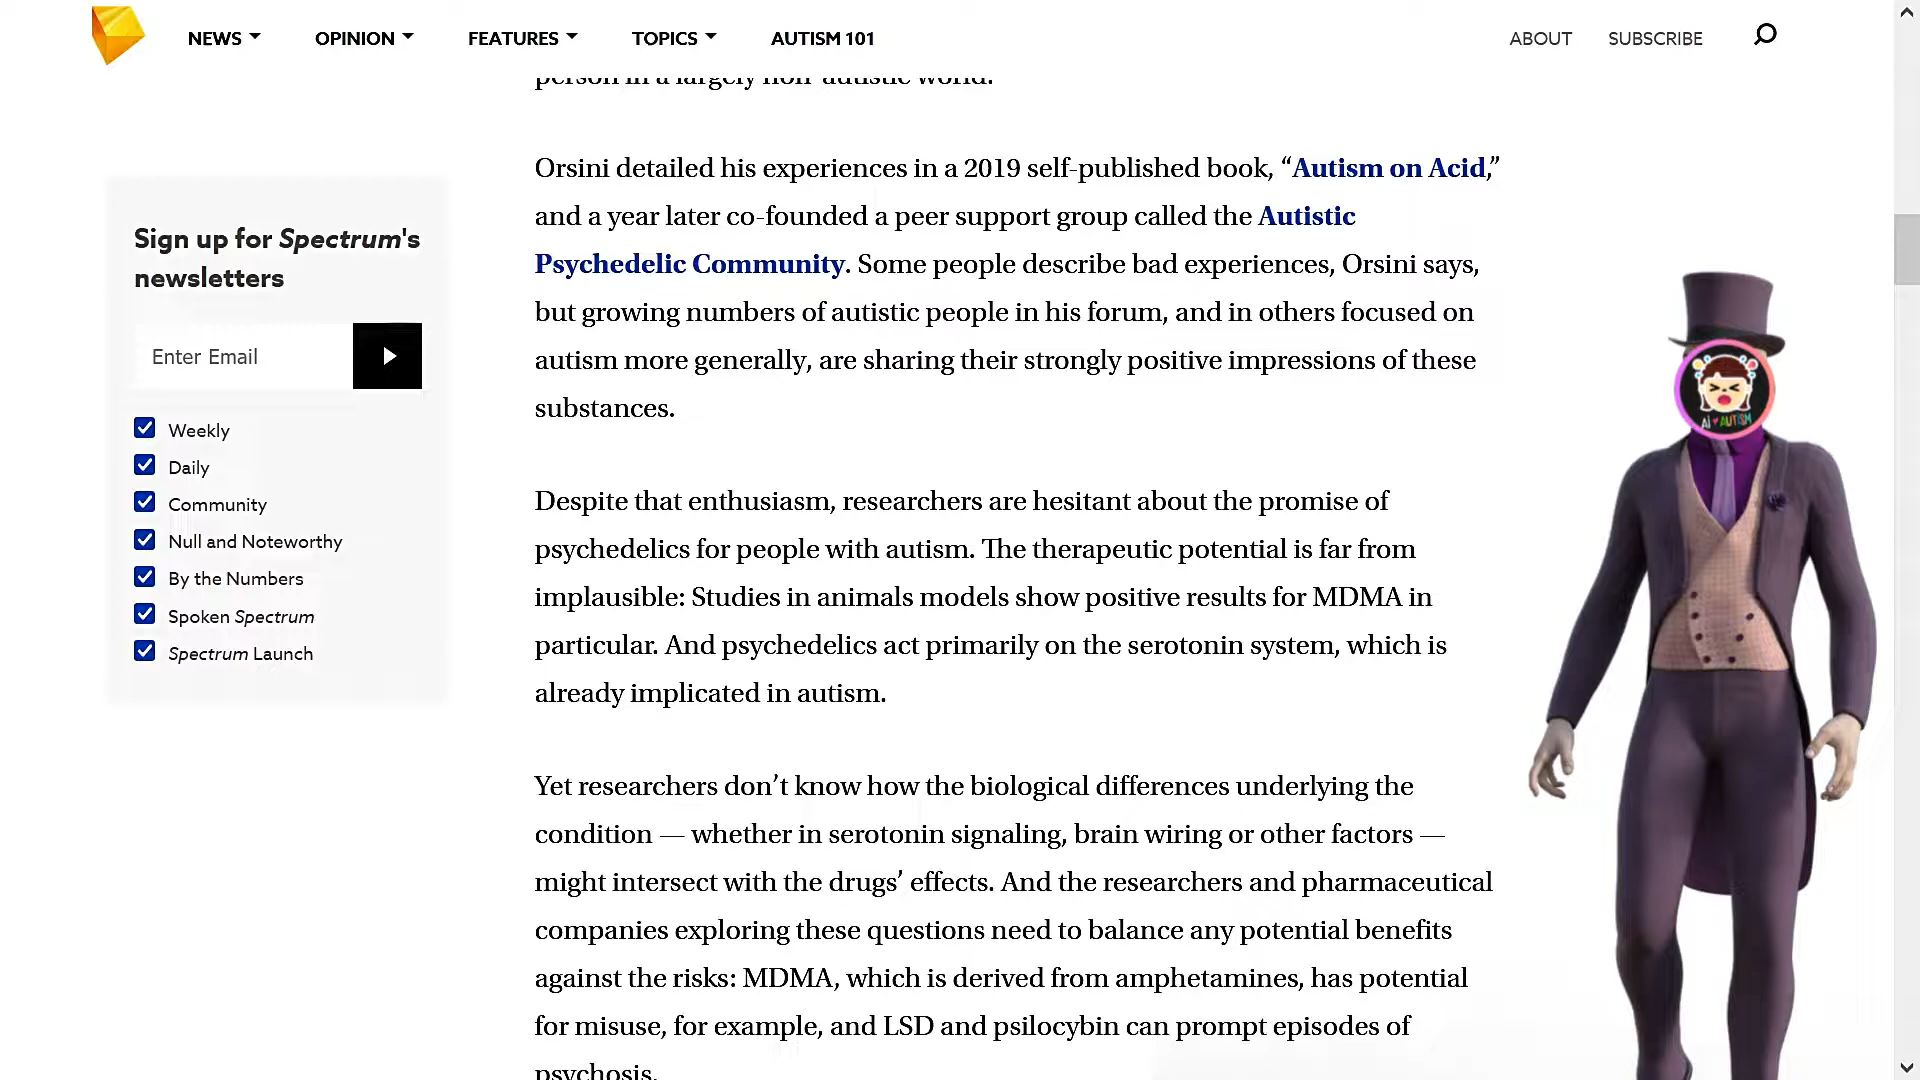 NEWS OPINION FEATURES TOPICS AUTISM 101 ABOUT SUBSCRIBE
person in a largely non-autistic world.
Sign up for Spectrum's
newsletters
Enter Email
Weekly
Daily
Community
Null and Noteworthy
By the Numbers
Spoken Spectrum
Spectrum Launch
Orsini detailed his experiences in a 2019 self-published book, “Autism on Acid,”
and a year later co-founded a peer support group called the Autistic
Psychedelic Community. Some people describe bad experiences, Orsini says,
but growing numbers of autistic people in his forum, and in others focused on
autism more generally, are sharing their strongly positive impressions of these
substances.
Despite that enthusiasm, researchers are hesitant about the promise of
psychedelics for people with autism. The therapeutic potential is far from
implausible: Studies in animals models show positive results for MDMA in
particular. And psychedelics act primarily on the serotonin system, which is
already implicated in autism.
Yet researchers don’t know how the biological differences underlying the
condition — whether in serotonin signaling, brain wiring or other factors —
might intersect with the drugs’ effects. And the researchers and pharmaceutical
companies exploring these questions need to balance any potential benefits
against the risks: MDMA, which is derived from amphetamines, has potential
for misuse, for example, and LSD and psilocybin can prompt episodes of
psychosis.
Ai ♥ AUTISM